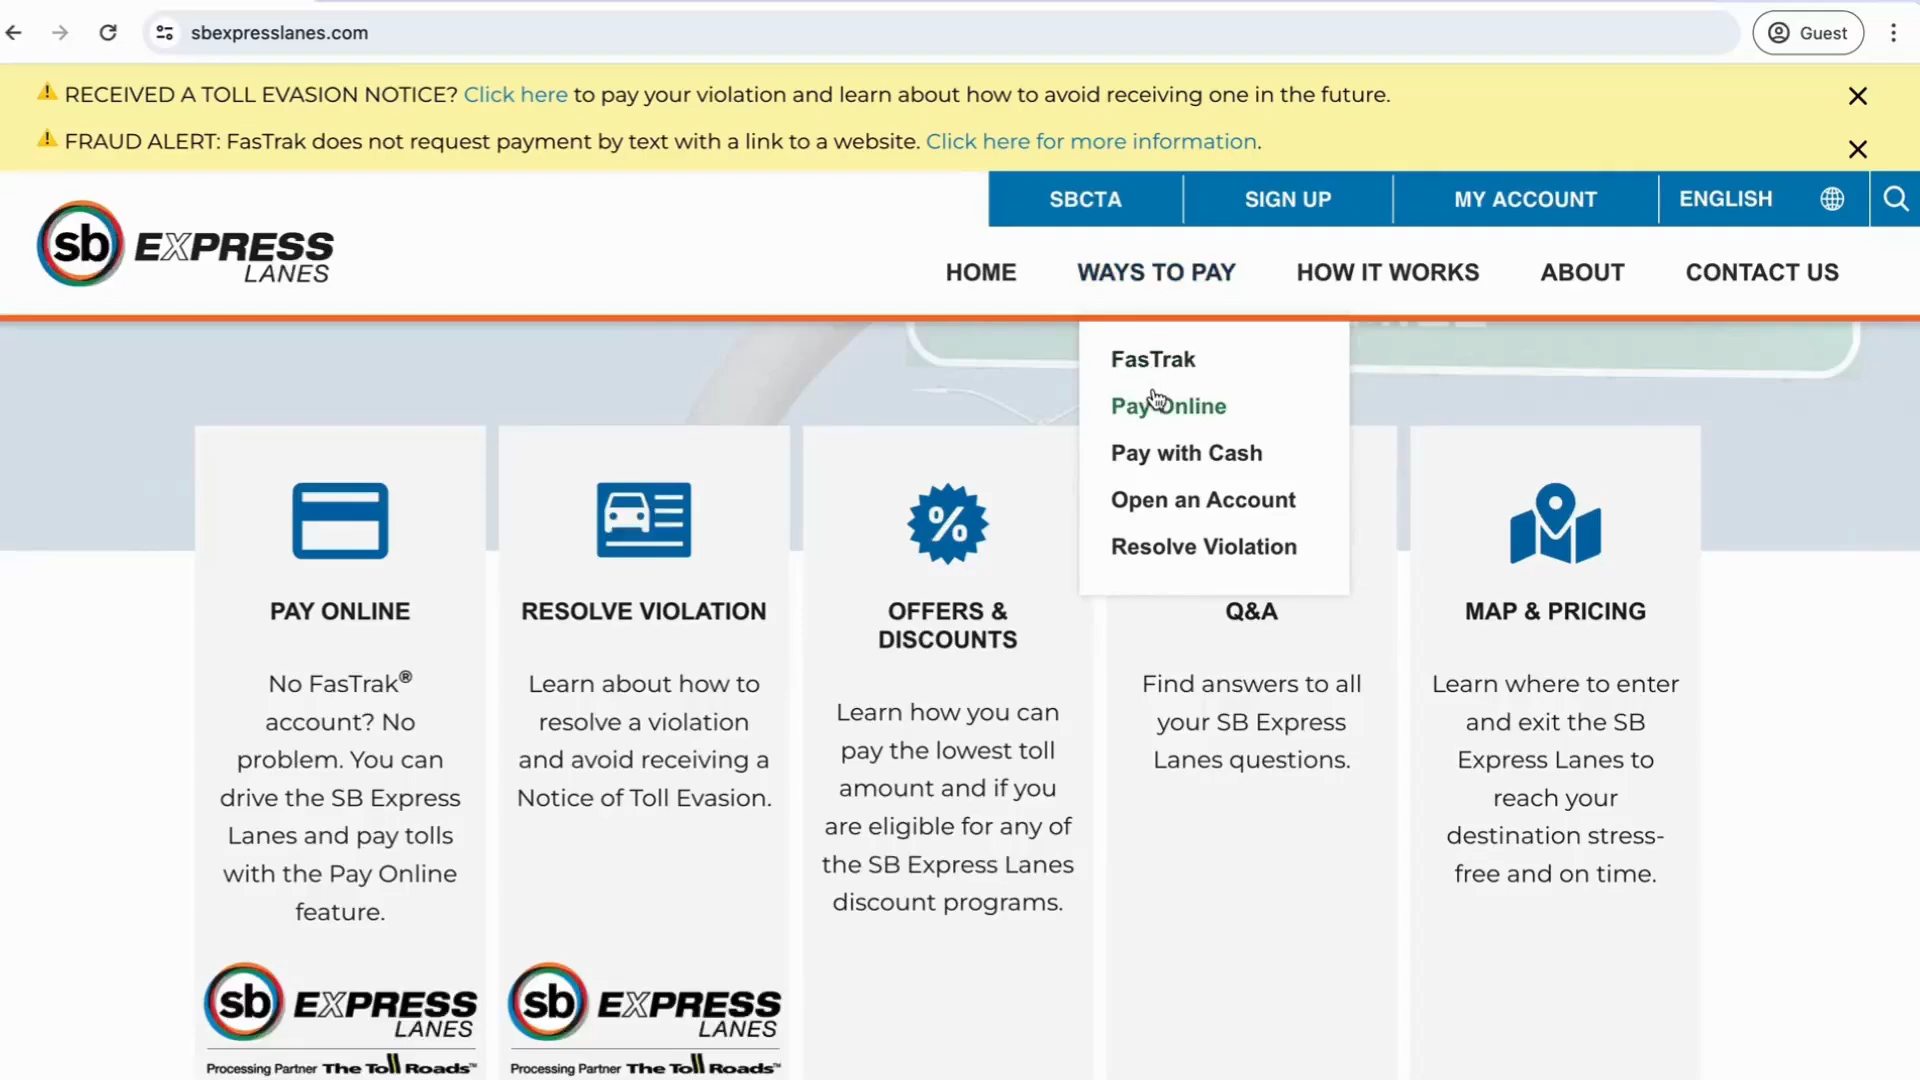 sbexpresslanes.com
Guest
RECEIVED A TOLL EVASION NOTICE? Click here to pay your violation and learn about how to avoid receiving one in the future.
FRAUD ALERT: FasTrak does not request payment by text with a link to a website. Click here for more information.
SBCTA
SIGN UP
MY ACCOUNT
ENGLISH
sb EXPRESS
LANES
HOME
WAYS TO PAY
HOW IT WORKS
ABOUT
CONTACT US
FasTrak
Pay Online
Pay with Cash
Open an Account
Resolve Violation
PAY ONLINE
No FasTrak®
account? No
problem. You can
drive the SB Express
Lanes and pay tolls
with the Pay Online
feature.
sb EXPRESS
LANES
Processing Partner The Toll Roads™
RESOLVE VIOLATION
Learn about how to
resolve a violation
and avoid receiving a
Notice of Toll Evasion.
sb EXPRESS
LANES
Processing Partner The Toll Roads™
%
OFFERS &
DISCOUNTS
Learn how you can
pay the lowest toll
amount and if you
are eligible for any of
the SB Express Lanes
discount programs.
Q&A
Find answers to all
your SB Express
Lanes questions.
MAP & PRICING
Learn where to enter
and exit the SB
Express Lanes to
reach your
destination stress-
free and on time.